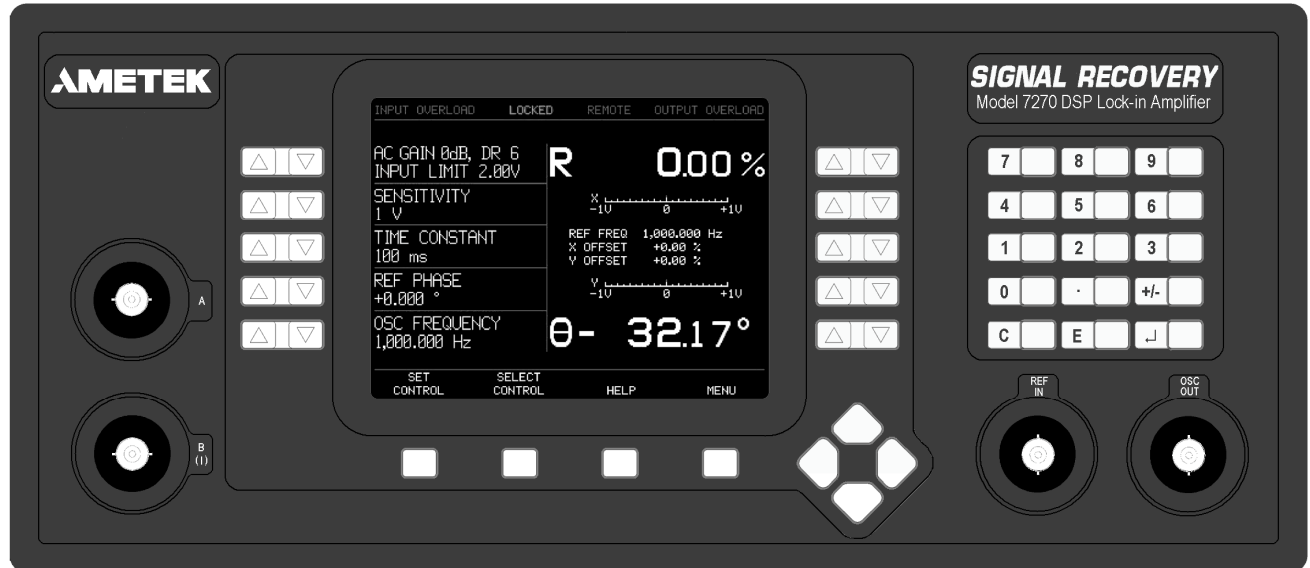 AMETEK
SIGNAL RECOVERY
Model 7270 DSP Lock-in Amplifier
INPUT OVERLOAD LOCKED REMOTE OUTPUT OVERLOAD
AC GAIN 0dB, DR 6
INPUT LIMIT 2.00V
SENSITIVITY
1 V
TIME CONSTANT
100 ms
REF PHASE
+0.000 °
OSC FREQUENCY
1,000.000 Hz
R 0.00 %
X
-1V 0 +1V
REF FREQ 1,000.000 Hz
X OFFSET +0.00 %
Y OFFSET +0.00 %
Y
-1V 0 +1V
θ- 32.17°
SET CONTROL
SELECT CONTROL
HELP
MENU
A
B
(I)
7 8 9
4 5 6
1 2 3
0 . +/-
C E ↵
REF
IN
OSC
OUT